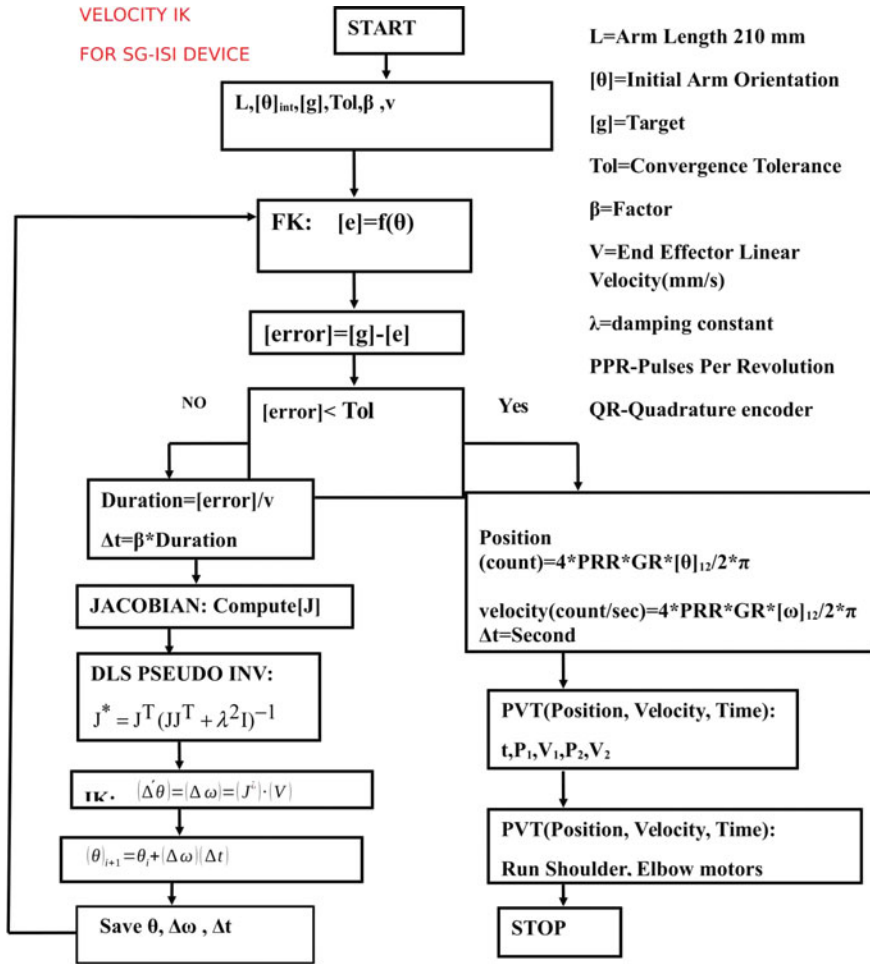 VELOCITY IK
FOR SG-ISI DEVICE
START
L,[θ]int,[g],Tol,β ,v
FK: [e]=f(θ)
[error]=[g]-[e]
[error]< Tol
NO
Yes
Duration=[error]/v
Δt=β*Duration
JACOBIAN: Compute[J]
DLS PSEUDO INV:
J* = Jᵀ(JJᵀ + λ²I)⁻¹
IK: (Δ́θ)=(Δω)=(J^i)·(V)
(θ)i+1=θi+(Δω)(Δt)
Save θ, Δω , Δt
Position
(count)=4*PRR*GR*[θ]12/2*π
velocity(count/sec)=4*PRR*GR*[ω]12/2*π
Δt=Second
PVT(Position, Velocity, Time):
t,P₁,V₁,P₂,V₂
PVT(Position, Velocity, Time):
Run Shoulder, Elbow motors
STOP
L=Arm Length 210 mm
[θ]=Initial Arm Orientation
[g]=Target
Tol=Convergence Tolerance
β=Factor
V=End Effector Linear
Velocity(mm/s)
λ=damping constant
PPR-Pulses Per Revolution
QR-Quadrature encoder